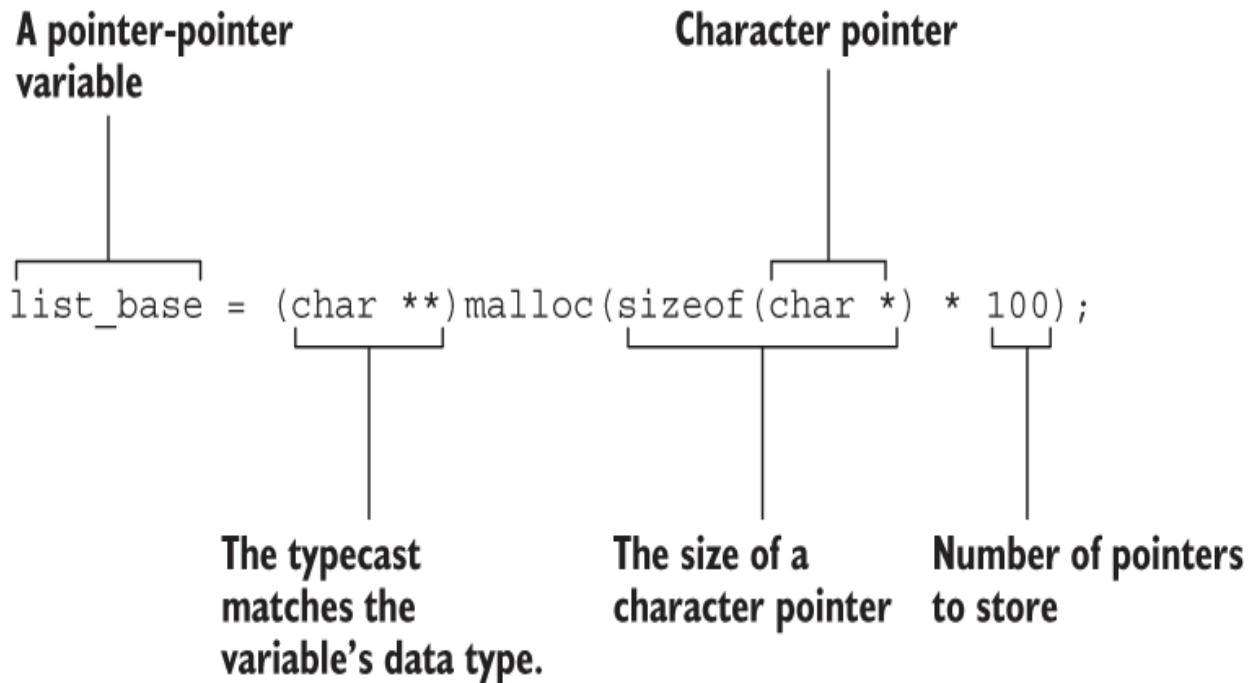 A pointer-pointer
variable
Character pointer
list_base = (char **)malloc(sizeof(char *) * 100);
The typecast
matches the
variable’s data type.
The size of a
character pointer
Number of pointers
to store